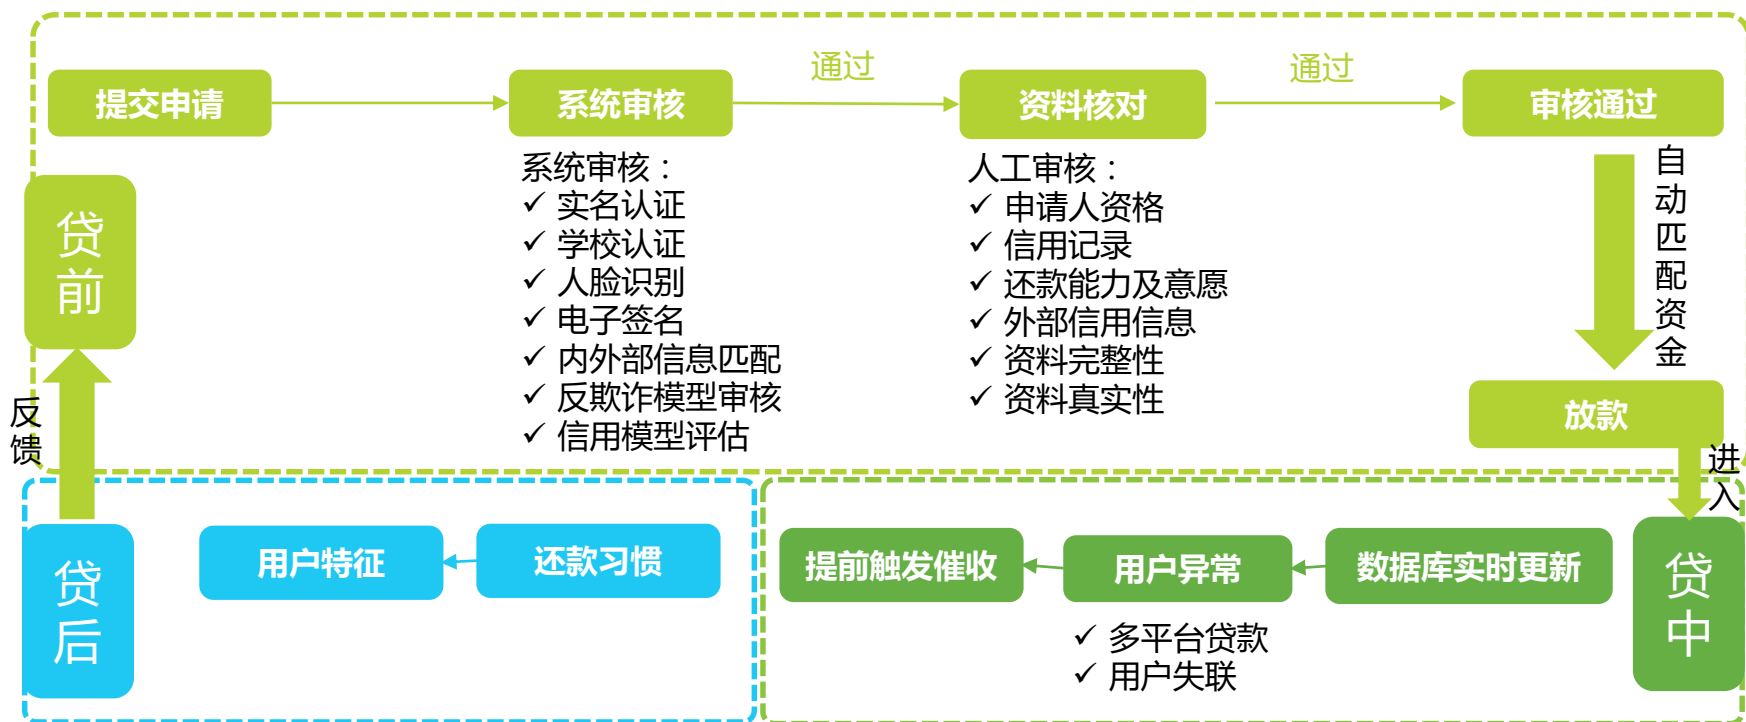 提交申请
系统审核
通过
资料核对
通过
审核通过
系统审核：
✓ 实名认证
✓ 学校认证
✓ 人脸识别
✓ 电子签名
✓ 内外部信息匹配
✓ 反欺诈模型审核
✓ 信用模型评估
人工审核：
✓ 申请人资格
✓ 信用记录
✓ 还款能力及意愿
✓ 外部信用信息
✓ 资料完整性
✓ 资料真实性
自动匹配资金
放款
贷前
反馈
进入
贷后
用户特征
还款习惯
提前触发催收
用户异常
数据库实时更新
贷中
✓ 多平台贷款
✓ 用户失联